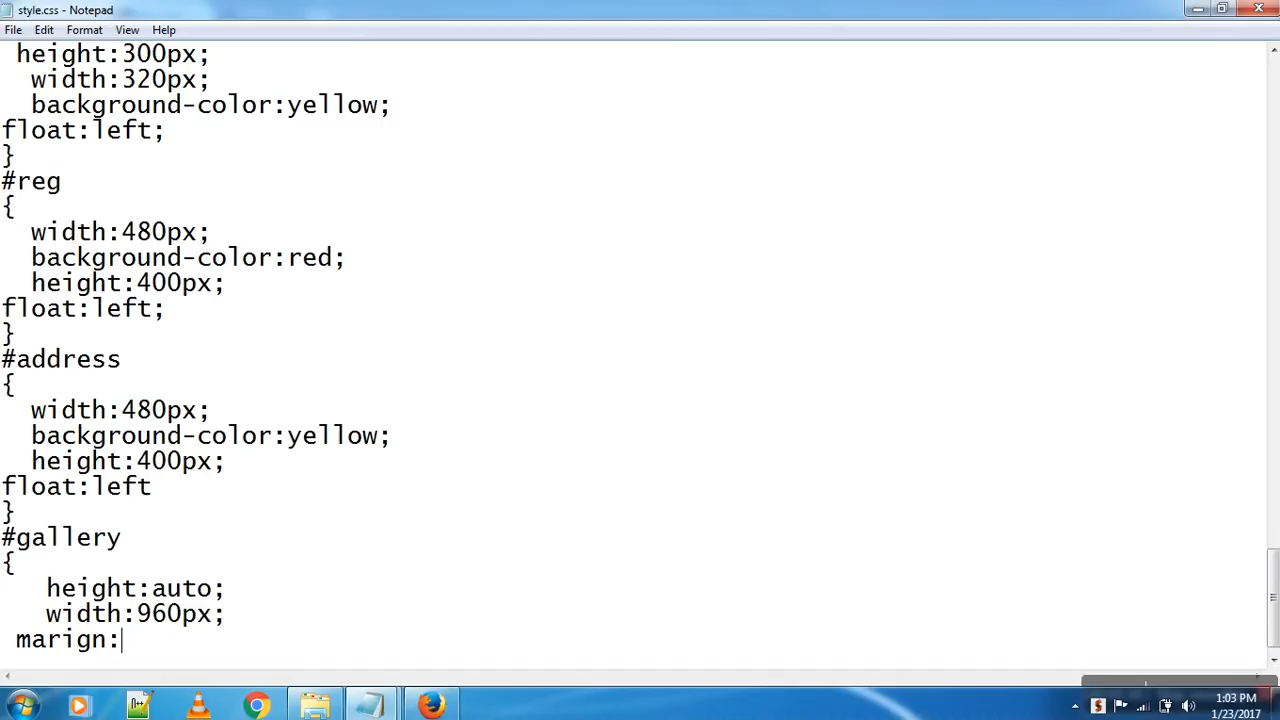 style.css - Notepad
File Edit Format View Help
height:300px;
width:320px;
background-color:yellow;
float:left;
}
#reg
{
width:480px;
background-color:red;
height:400px;
float:left;
}
#address
{
width:480px;
background-color:yellow;
height:400px;
float:left
}
#gallery
{
height:auto;
width:960px;
marign:
1:03 PM
1/23/2017